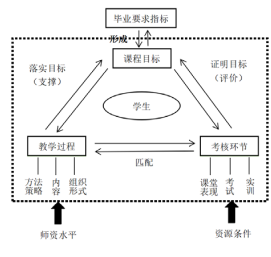 毕业要求指标
形成
课程目标
落实目标
（支撑）
证明目标
（评价）
学生
教学过程
考核环节
匹配
方法
策略
内
容
组织
形式
课堂
表现
考
试
实
训
师资水平
资源条件